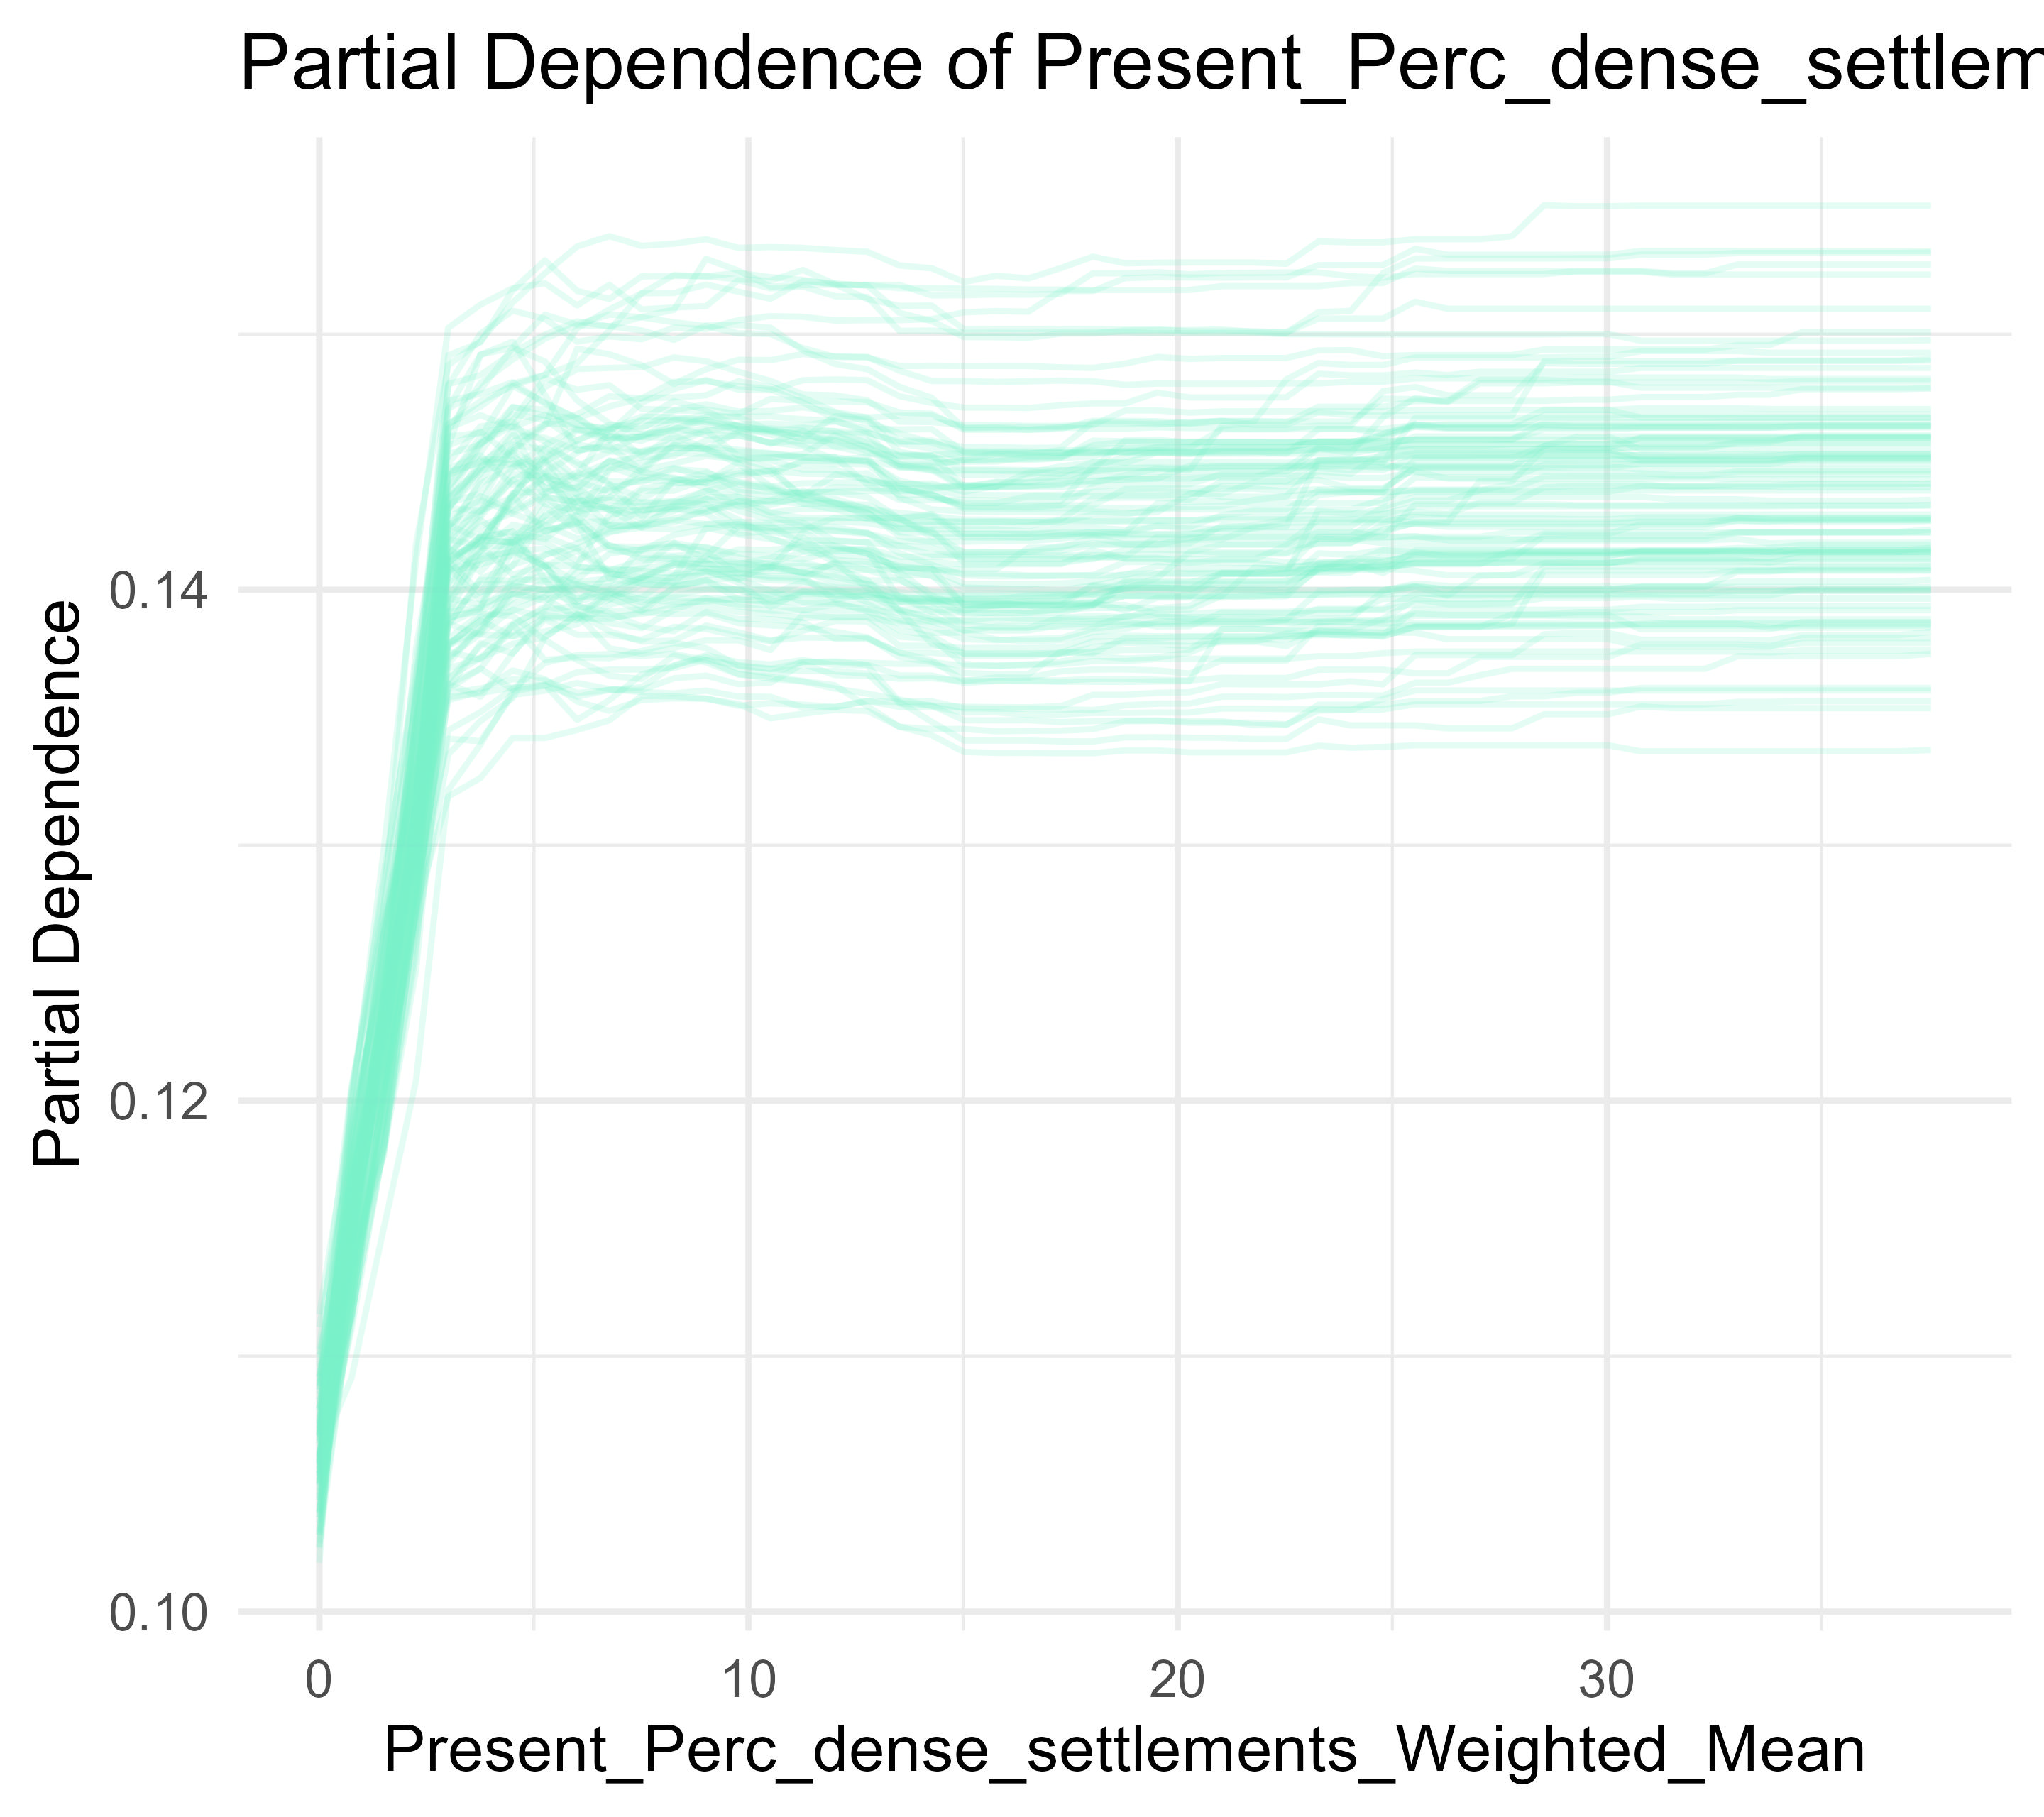 Partial Dependence of Present_Perc_dense_settlem
Partial Dependence
0.14
0.12
0.10
0 10 20 30
Present_Perc_dense_settlements_Weighted_Mean